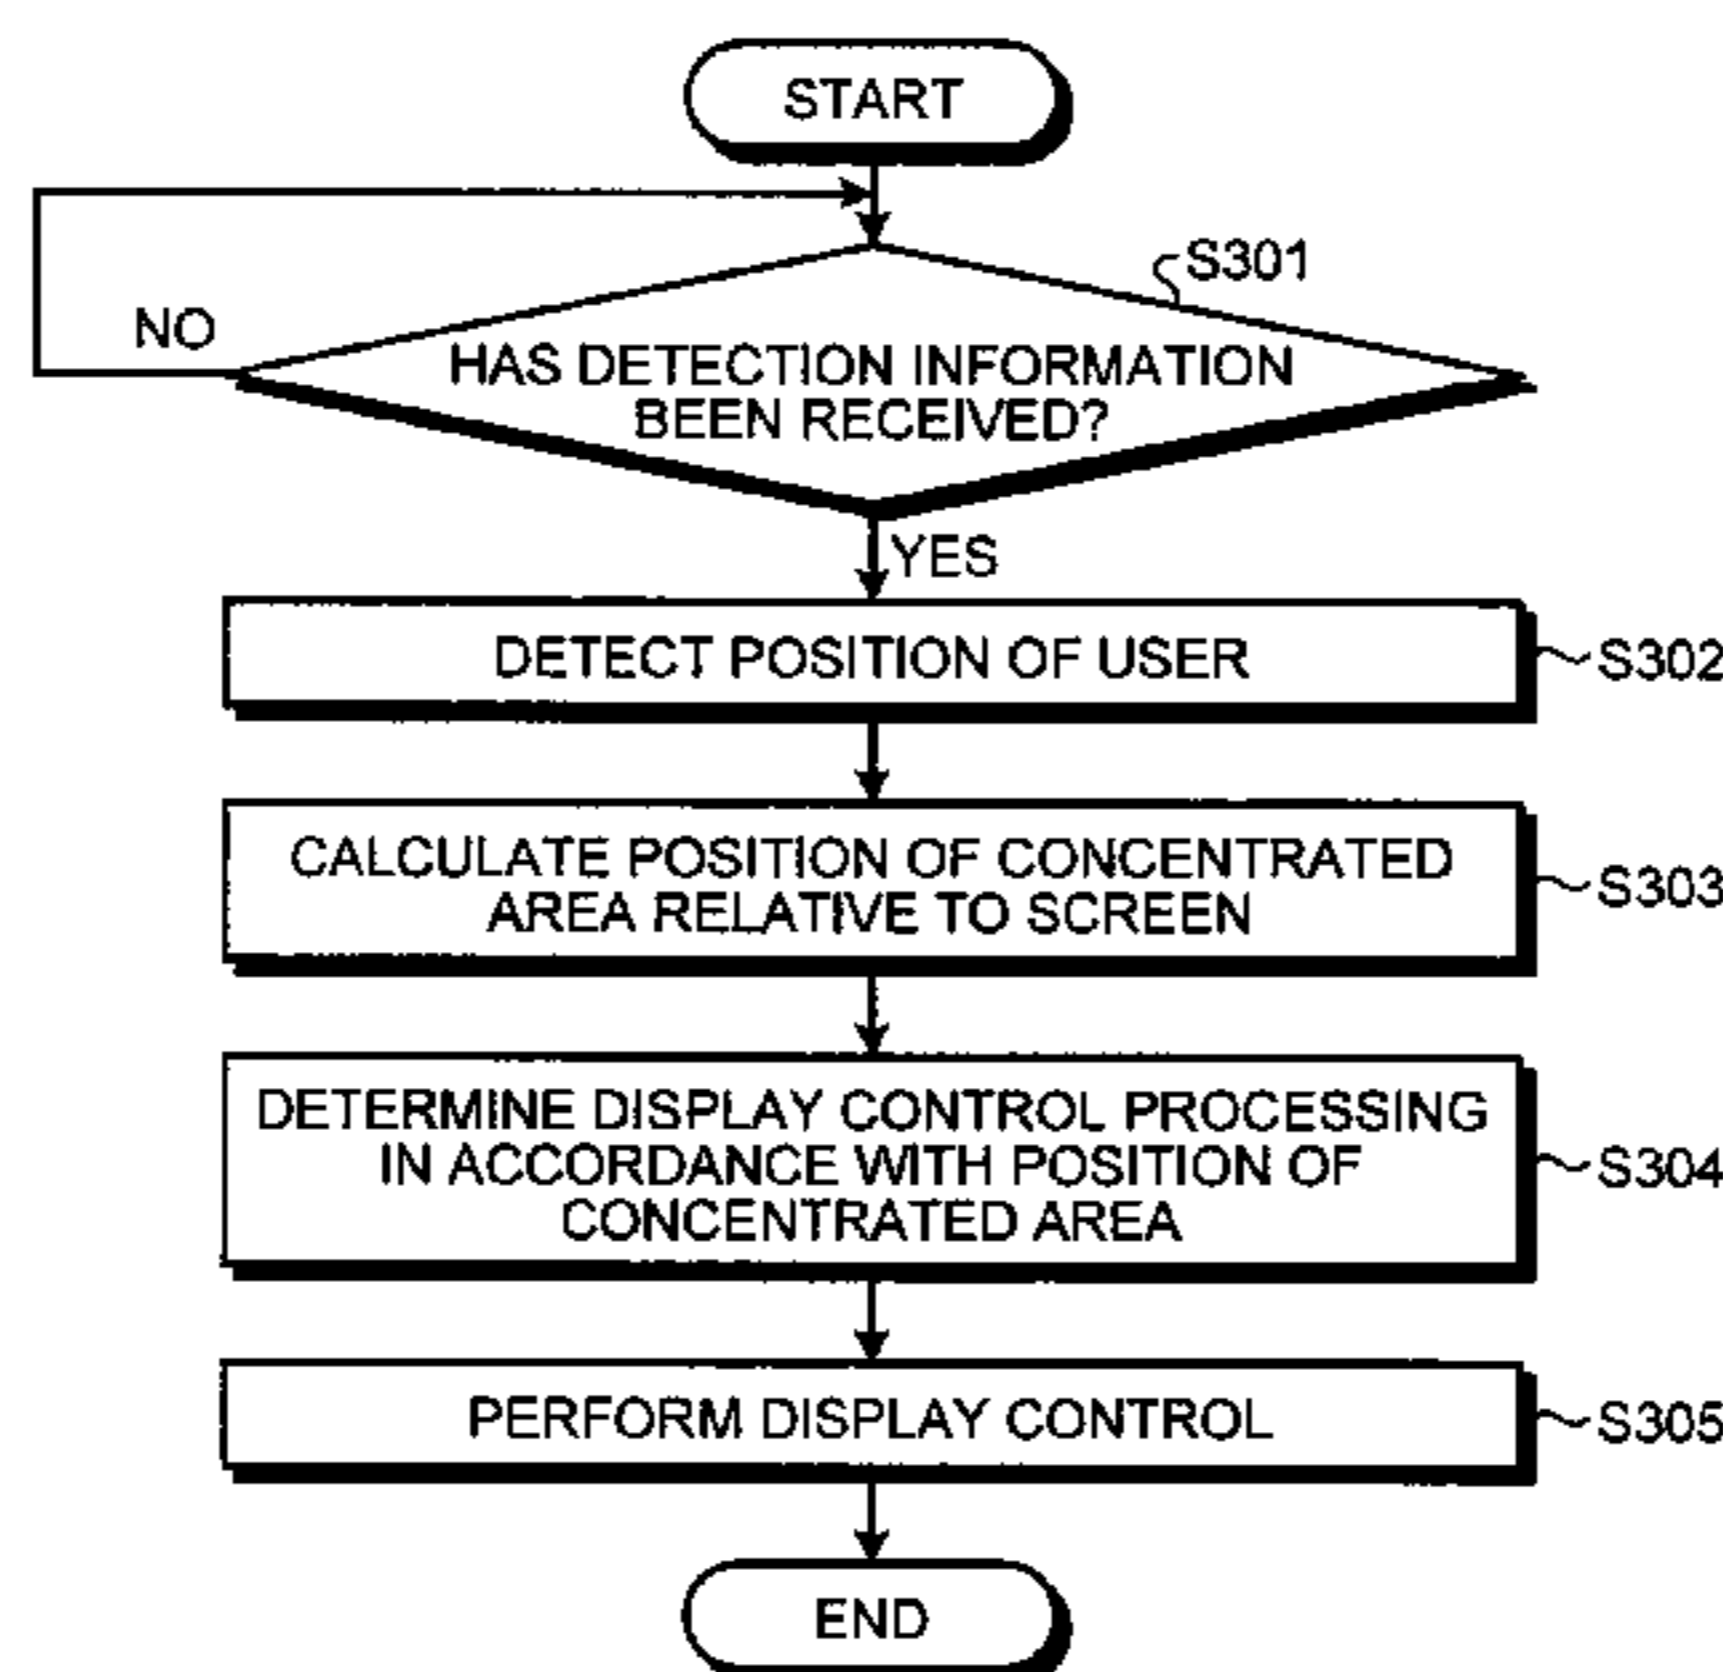 START
S301
NO
HAS DETECTION INFORMATION
BEEN RECEIVED?
YES
DETECT POSITION OF USER
S302
CALCULATE POSITION OF CONCENTRATED
AREA RELATIVE TO SCREEN
S303
DETERMINE DISPLAY CONTROL PROCESSING
IN ACCORDANCE WITH POSITION OF
CONCENTRATED AREA
S304
PERFORM DISPLAY CONTROL
S305
END